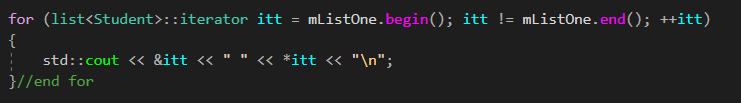 for (list<Student>::iterator itt = mListOne.begin(); itt != mListOne.end(); ++itt)
{
    std::cout << &itt << " " << *itt << "\n";
}//end for